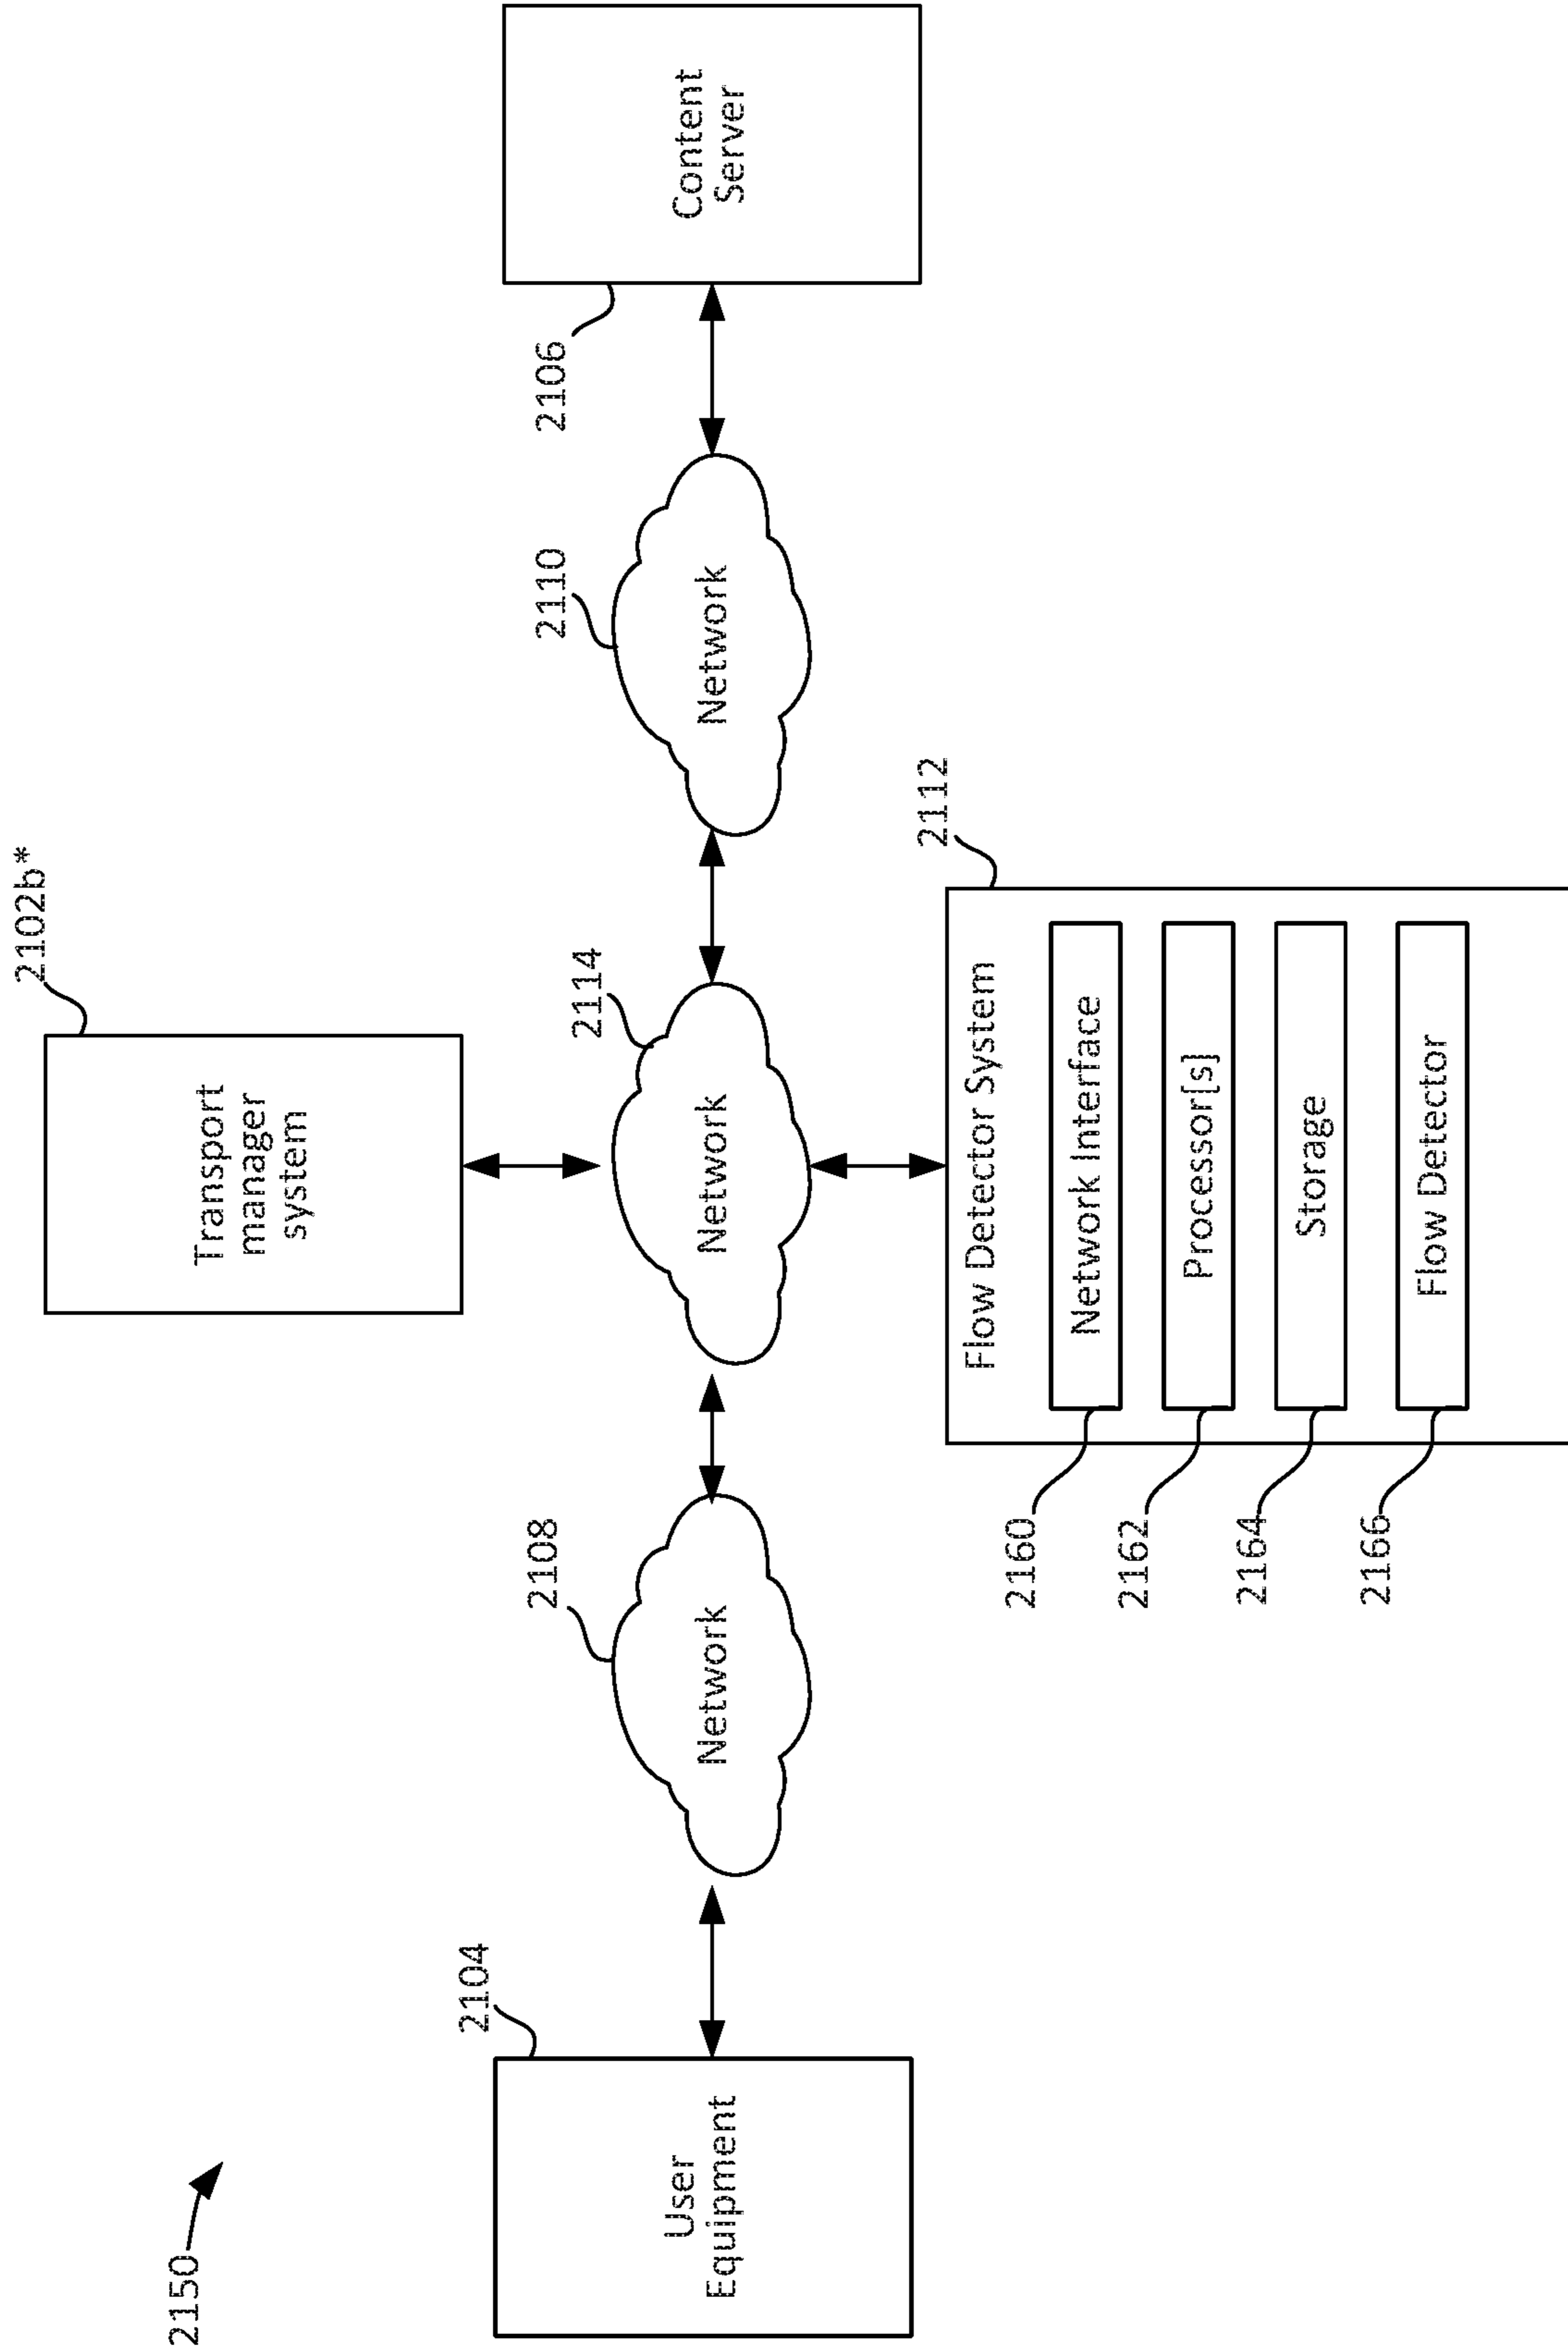 2150
2102b*
Transport
manager
system
2104
User
Equipment
2108
Network
2114
Network
2110
Network
2106
Content
Server
2112
Flow Detector System
2160
Network Interface
2162
Processor[s]
2164
Storage
2166
Flow Detector